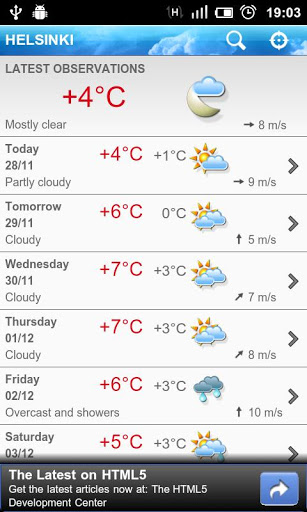 H 19:03
HELSINKI
LATEST OBSERVATIONS
+4°C
Mostly clear 8 m/s
Today +4°C +1°C
28/11
Partly cloudy 9 m/s
Tomorrow +6°C 0°C
29/11
Cloudy 5 m/s
Wednesday +7°C +3°C
30/11
Cloudy 7 m/s
Thursday +7°C +3°C
01/12
Cloudy 8 m/s
Friday +6°C +3°C
02/12
Overcast and showers 10 m/s
Saturday +5°C +3°C
03/12
The Latest on HTML5
Get the latest articles now at: The HTML5
Development Center